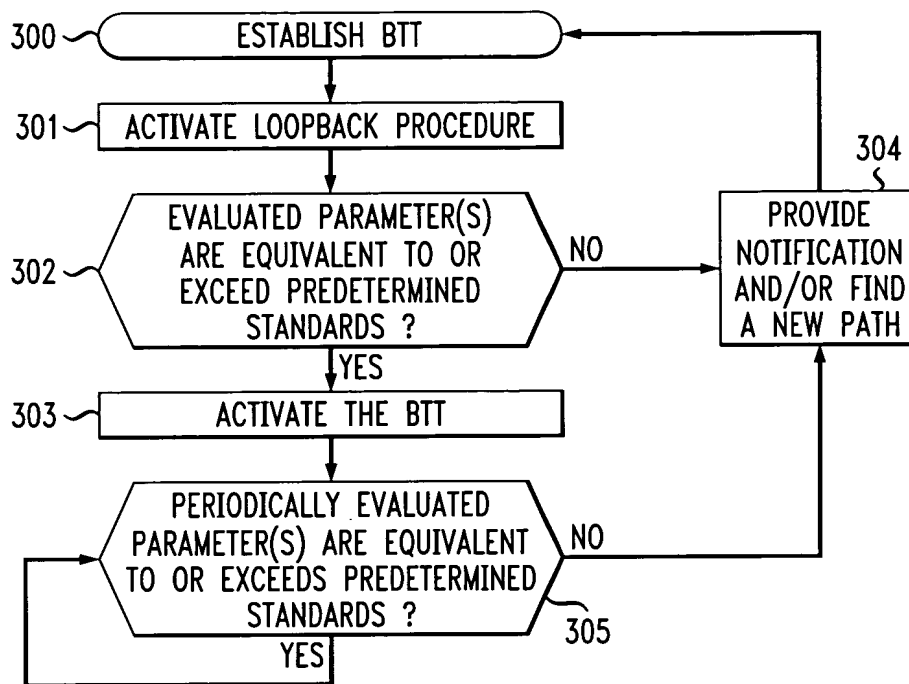 300
ESTABLISH BTT
301
ACTIVATE LOOPBACK PROCEDURE
302
EVALUATED PARAMETER(S)
ARE EQUIVALENT TO OR
EXCEED PREDETERMINED
STANDARDS ?
NO
YES
304
PROVIDE
NOTIFICATION
AND/OR FIND
A NEW PATH
303
ACTIVATE THE BTT
PERIODICALLY EVALUATED
PARAMETER(S) ARE EQUIVALENT
TO OR EXCEEDS PREDETERMINED
STANDARDS ?
NO
305
YES